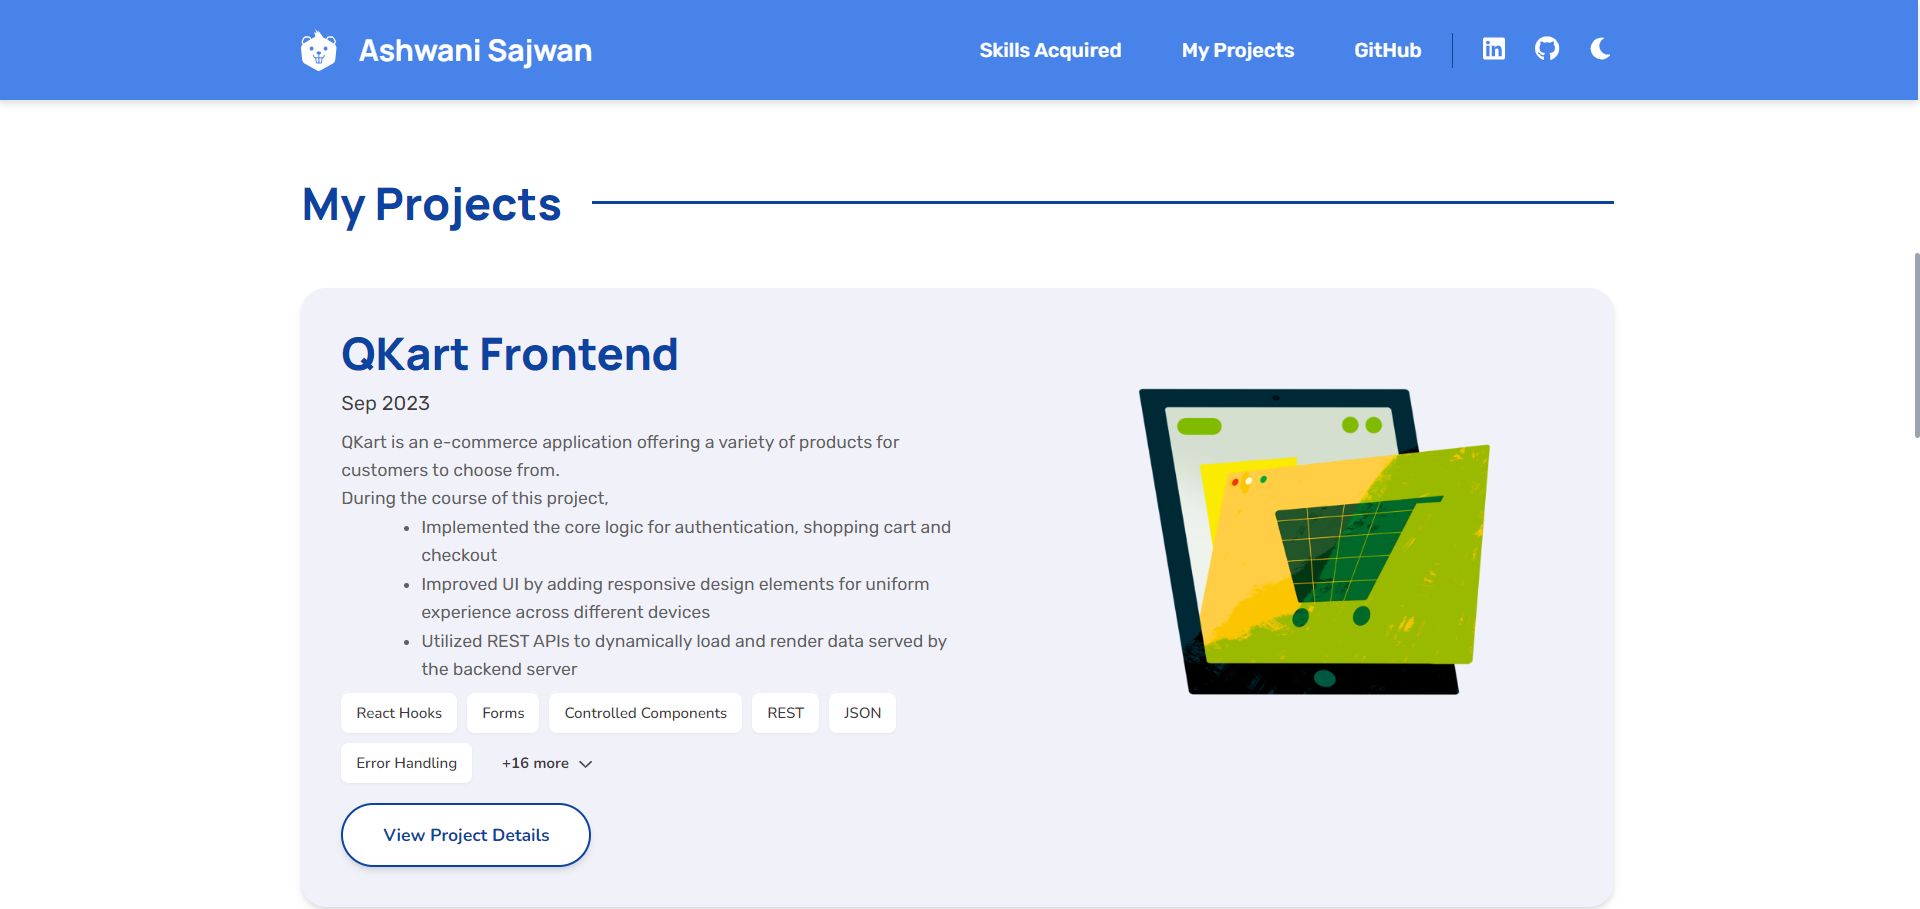 Ashwani Sajwan
Skills Acquired
My Projects
GitHub
My Projects
QKart Frontend
Sep 2023
QKart is an e-commerce application offering a variety of products for
customers to choose from.
During the course of this project,
Implemented the core logic for authentication, shopping cart and
checkout
Improved UI by adding responsive design elements for uniform
experience across different devices
Utilized REST APIs to dynamically load and render data served by
the backend server
React Hooks
Forms
Controlled Components
REST
JSON
Error Handling
+16 more
View Project Details